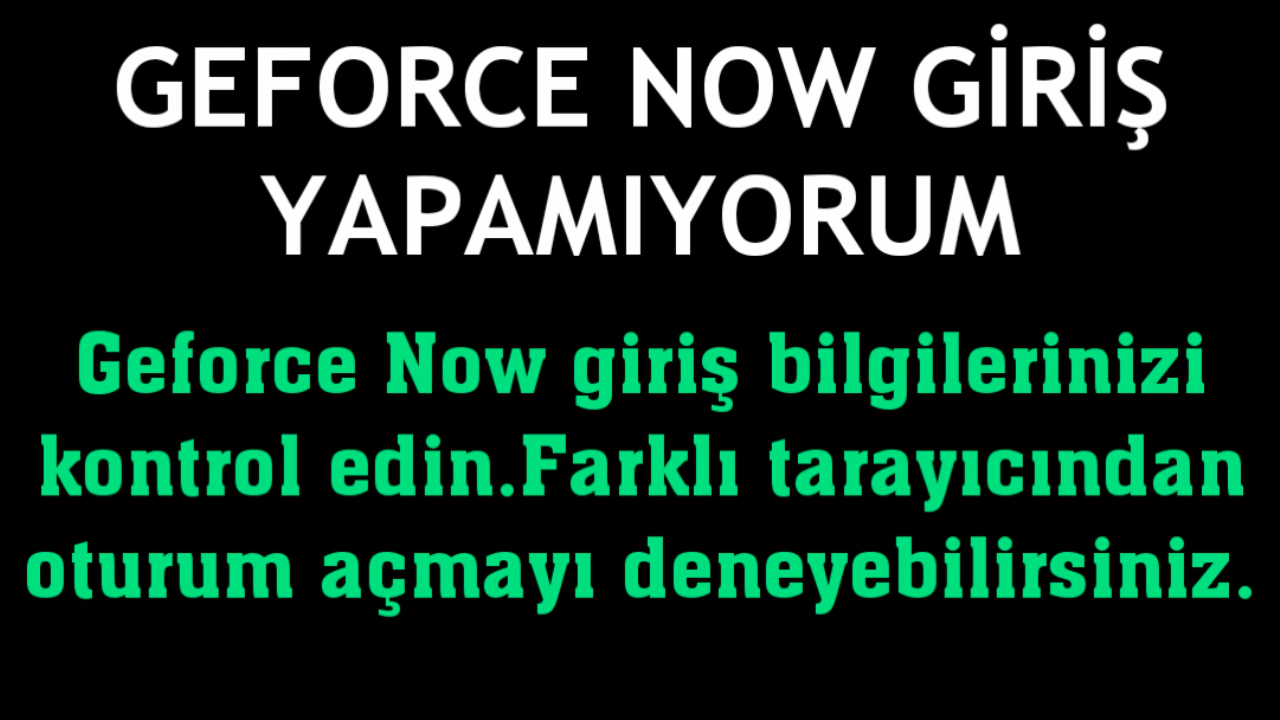 GEFORCE NOW GİRİŞ
YAPAMIYORUM
Geforce Now giriş bilgilerinizi
kontrol edin.Farklı tarayıcından
oturum açmayı deneyebilirsiniz.